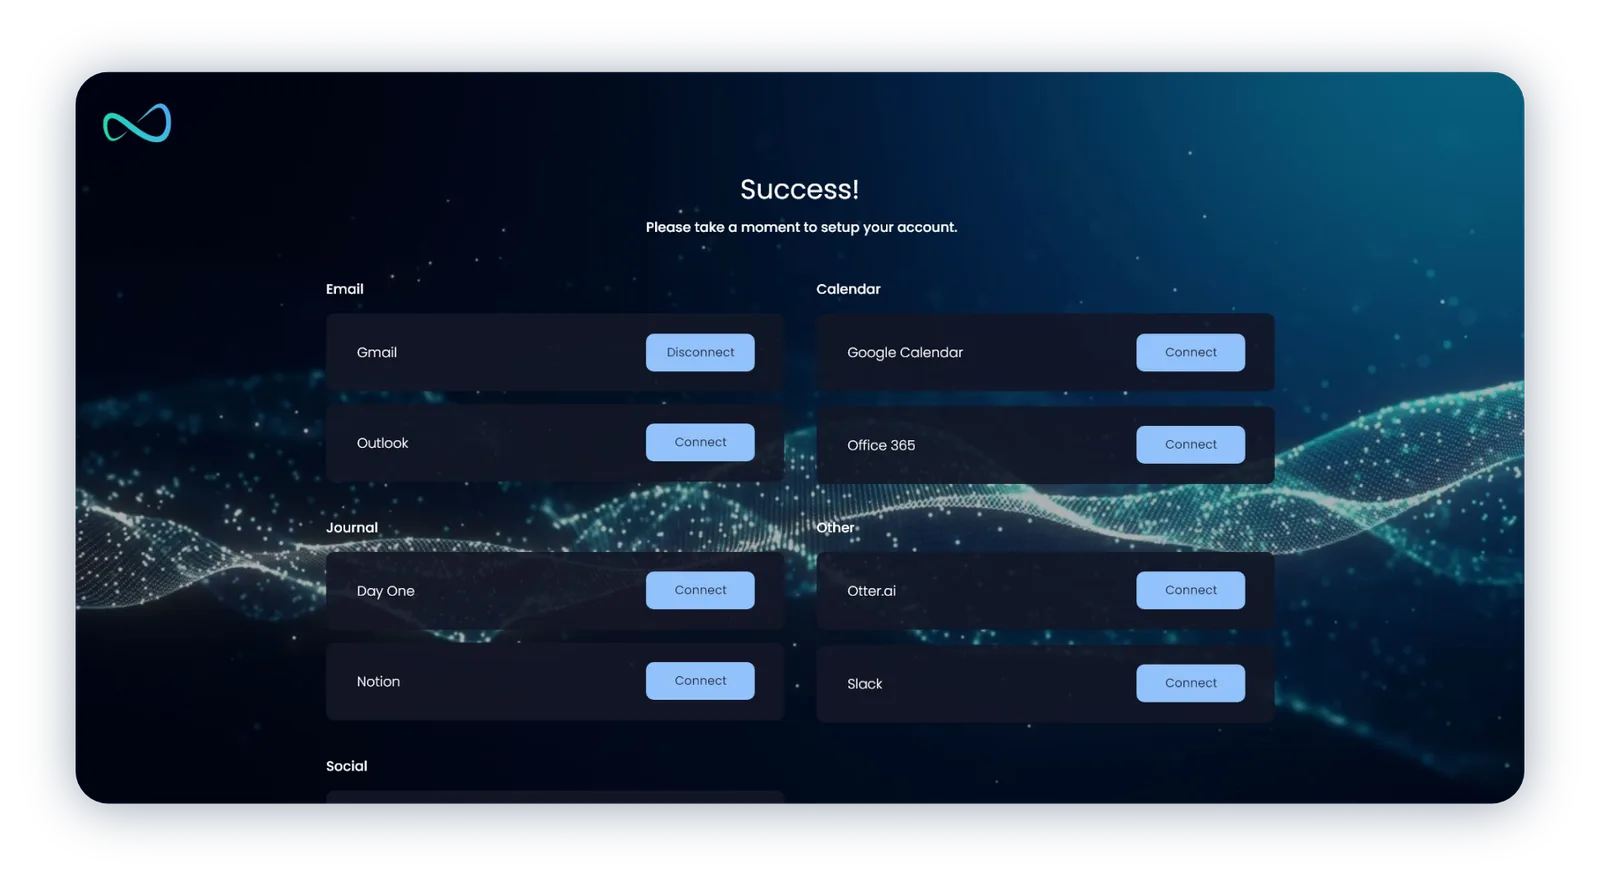 Success!
Please take a moment to setup your account.
Email
Gmail
Disconnect
Outlook
Connect
Calendar
Google Calendar
Connect
Office 365
Connect
Journal
Day One
Connect
Notion
Connect
Other
Otter.ai
Connect
Slack
Connect
Social